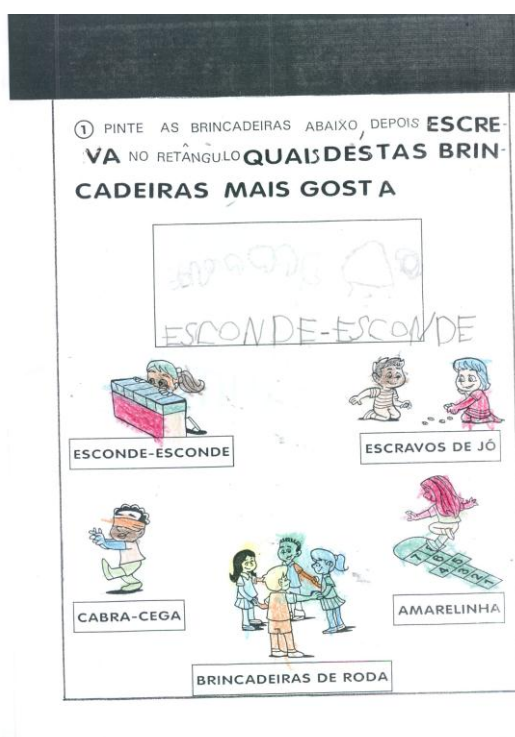 ① PINTE AS BRINCADEIRAS ABAIXO, DEPOIS ESCRE-
VA NO RETÂNGULO QUAIS DESTAS BRIN-
CADEIRAS MAIS GOSTA
ESCONDE-ESCONDE
ESCONDE-ESCONDE
ESCRAVOS DE JÓ
CABRA-CEGA
AMARELINHA
BRINCADEIRAS DE RODA